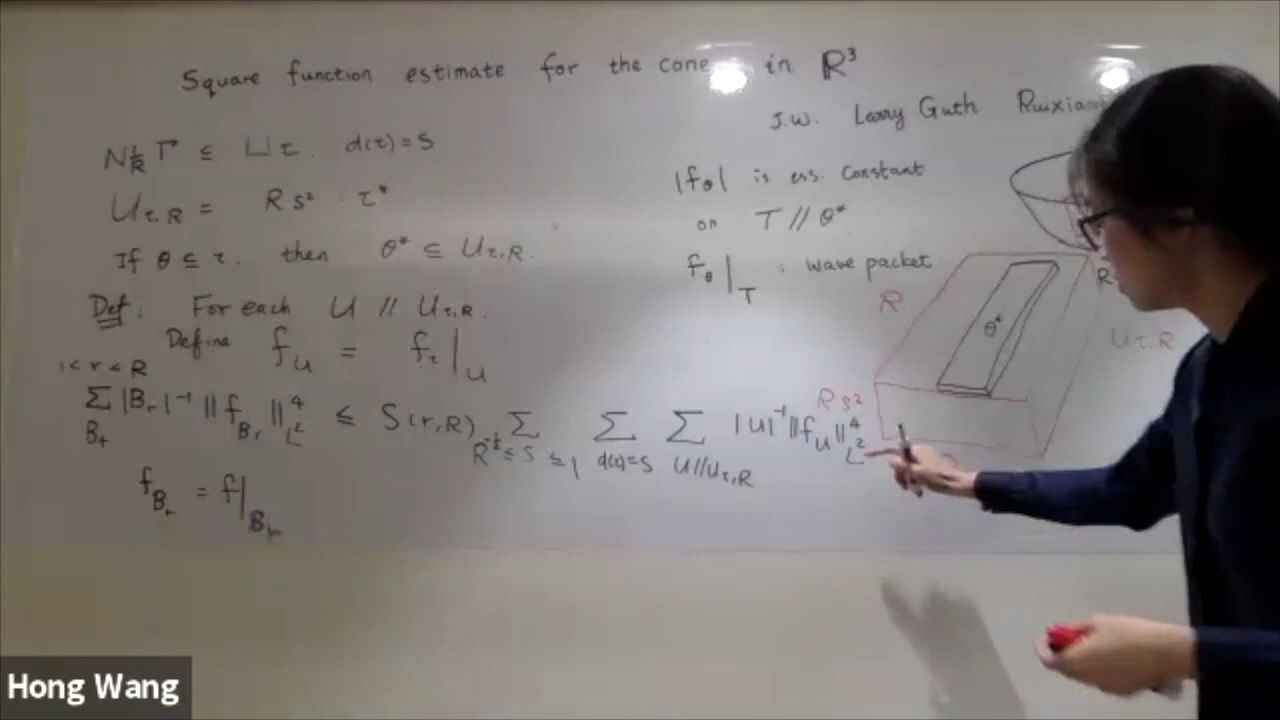 Square function estimate for the cone in R³
J.W. Larry Guth Ruixian
N_{1/R} Γ ⊆ ⊔ τ. d(τ)=s
U_{τ,R} = R s² τ*
If θ ⊆ τ, then θ* ⊆ U_{τ,R}.
Def: For each U // U_{τ,R}.
Define f_U = f_τ|_U
1 < r < R
Σ_{B_r} |B_r|⁻¹ ‖f_{B_r}‖⁴_{L²} ≤ S(r,R) Σ_{R^{-1/2} ≤ s ≤ 1} Σ_{d(τ)=s} Σ_{U//U_{τ,R}} |U|⁻¹ ‖f_U‖⁴_{L²}
f_{B_r} = f|_{B_r}
|f_θ| is ess. constant
on T // θ*
f_θ|_T : wave packet
R
R
θ*
U_{τ,R}
Rs²
Hong Wang